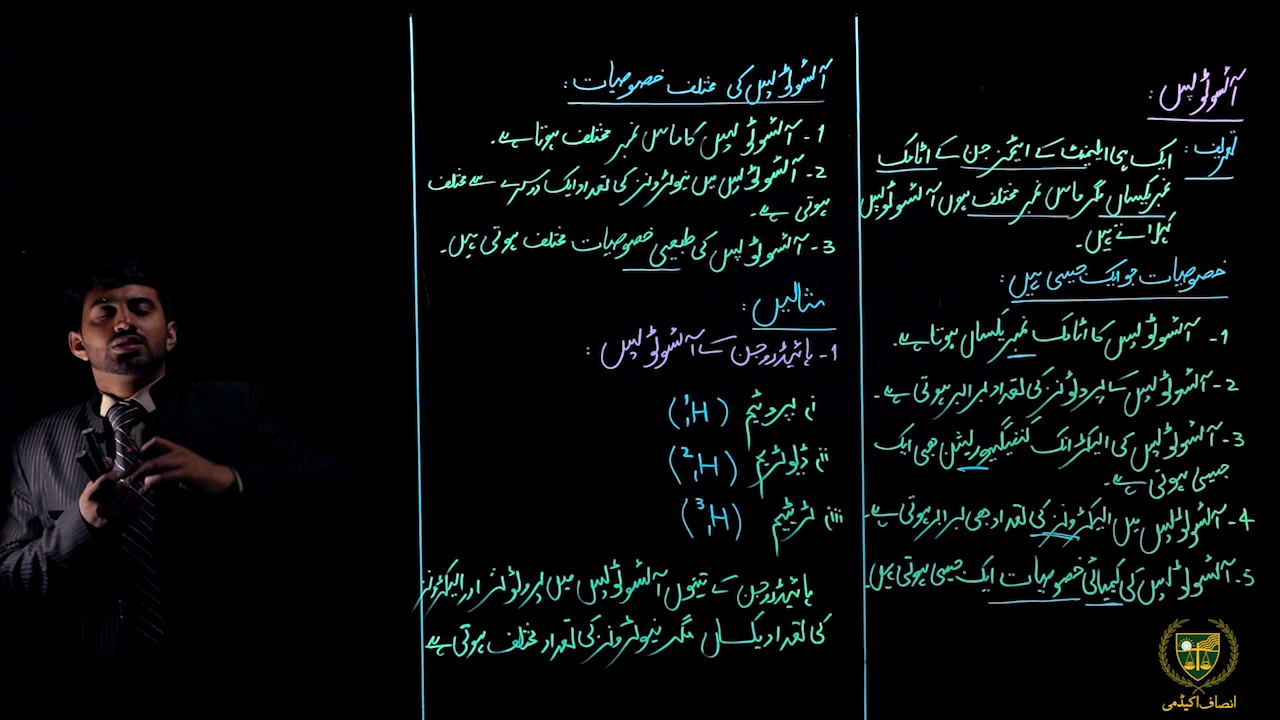 آئسوٹوپس :
تعریف: ایک ہی ایلیمنٹ کے ایٹمز جن کے اٹامک
نمبر یکساں مگر ماس نمبر مختلف ہوں آئسوٹوپس
کہلاتے ہیں۔
خصوصیات جو ایک جیسی ہیں:
1- آئسوٹوپس کا اٹامک نمبر یکساں ہوتا ہے۔
2- آئسوٹوپس کے پروٹونز کی تعداد برابر ہوتی ہے۔
3- آئسوٹوپس کی الیکٹرانک کنفیگیوریشن بھی ایک
جیسی ہوتی ہے۔
4- آئسوٹوپس میں الیکٹرونز کی تعداد بھی برابر ہوتی ہے۔
5- آئسوٹوپس کی کیمیائی خصوصیات ایک جیسی ہوتی ہیں۔
آئسوٹوپس کی مختلف خصوصیات :
1- آئسوٹوپس کا ماس نمبر مختلف ہوتا ہے۔
2- آئسوٹوپس میں نیوٹرونز کی تعداد ایک دوسرے سے مختلف
ہوتی ہے۔
3- آئسوٹوپس کی طبیعی خصوصیات مختلف ہوتی ہیں۔
مثالیں :
1- ہائیڈروجن کے آئسوٹوپس :
i) پروٹیم (¹₁H)
ii) ڈیوٹریم (²₁H)
iii) ٹریٹیم (³₁H)
ہائیڈروجن کے تینوں آئسوٹوپس میں پروٹونز اور الیکٹرونز
کی تعداد یکساں مگر نیوٹرونز کی تعداد مختلف ہوتی ہے
انصاف اکیڈمی